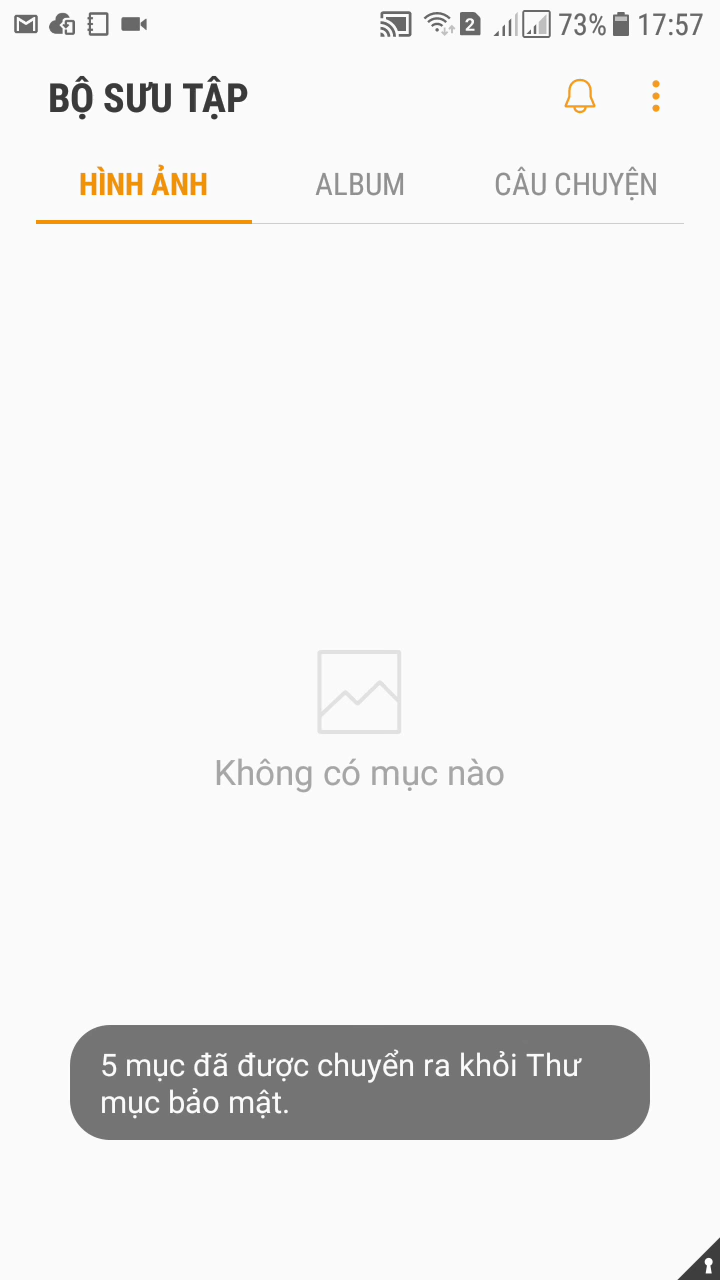 2 73% 17:57
BỘ SƯU TẬP
HÌNH ẢNH ALBUM CÂU CHUYỆN
Không có mục nào
5 mục đã được chuyển ra khỏi Thư
mục bảo mật.